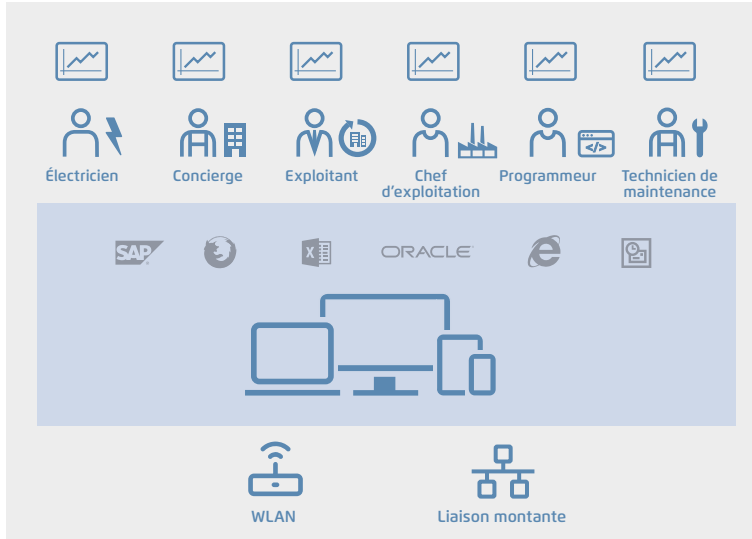 Électricien
Concierge
Exploitant
Chef
d'exploitation
Programmeur
Technicien de
maintenance
SAP
X
ORACLE
WLAN
Liaison montante